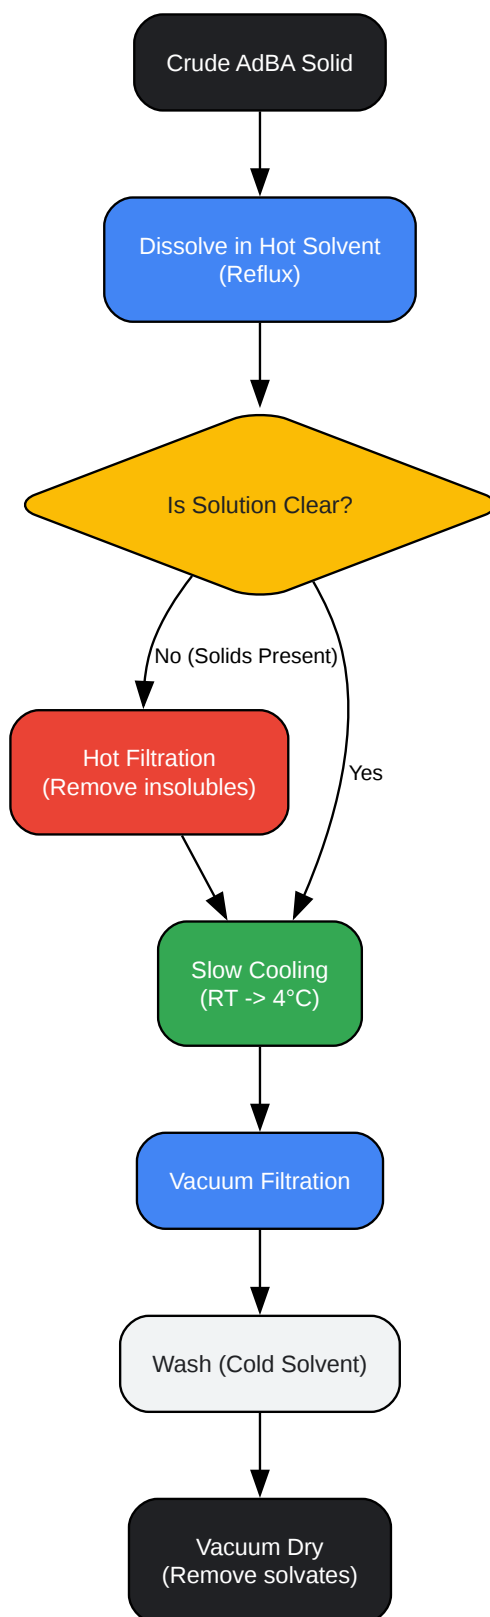 Crude AdBA Solid
Dissolve in Hot Solvent
(Reflux)
Is Solution Clear?
No (Solids Present)
Hot Filtration
(Remove insolubles)
Yes
Slow Cooling
(RT -> 4°C)
Vacuum Filtration
Wash (Cold Solvent)
Vacuum Dry
(Remove solvates)